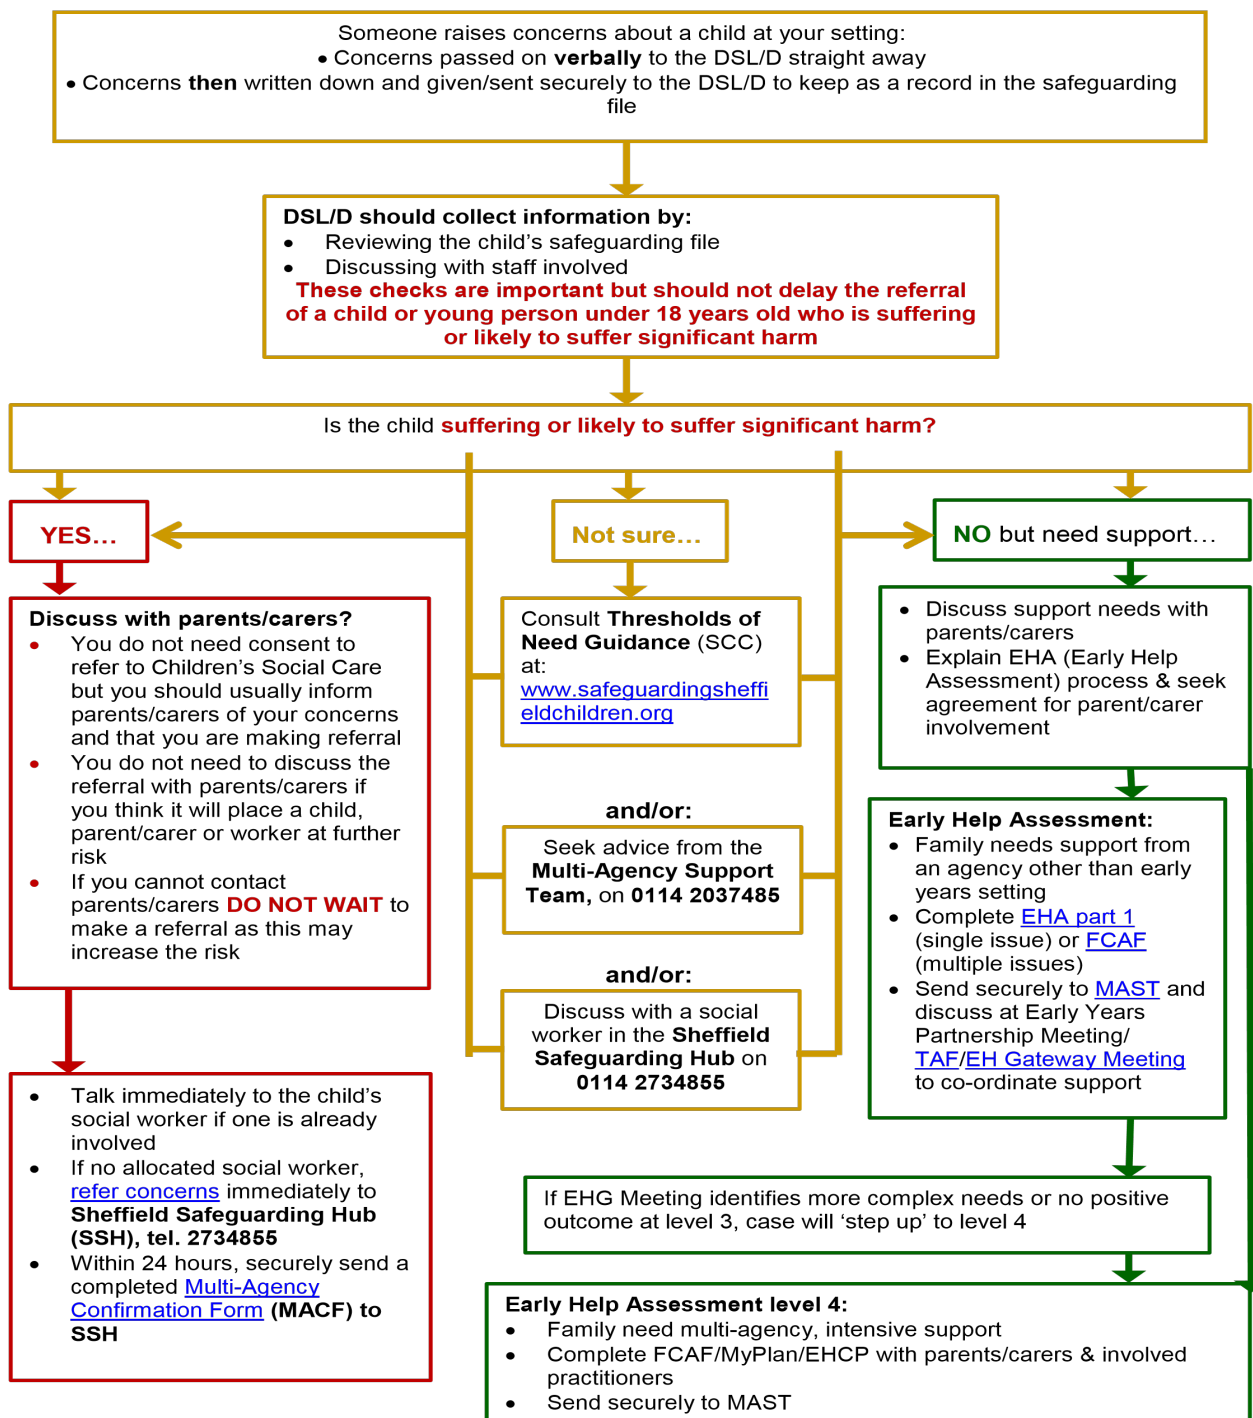 Someone raises concerns about a child at your setting:
• Concerns passed on verbally to the DSL/D straight away
• Concerns then written down and given/sent securely to the DSL/D to keep as a record in the safeguarding
file
DSL/D should collect information by:
• Reviewing the child’s safeguarding file
• Discussing with staff involved
These checks are important but should not delay the referral
of a child or young person under 18 years old who is suffering
or likely to suffer significant harm
Is the child suffering or likely to suffer significant harm?
YES…
Not sure…
NO but need support…
Discuss with parents/carers?
• You do not need consent to
refer to Children’s Social Care
but you should usually inform
parents/carers of your concerns
and that you are making referral
• You do not need to discuss the
referral with parents/carers if
you think it will place a child,
parent/carer or worker at further
risk
• If you cannot contact
parents/carers DO NOT WAIT to
make a referral as this may
increase the risk
• Talk immediately to the child’s
social worker if one is already
involved
• If no allocated social worker,
refer concerns immediately to
Sheffield Safeguarding Hub
(SSH), tel. 2734855
• Within 24 hours, securely send a
completed Multi-Agency
Confirmation Form (MACF) to
SSH
Consult Thresholds of
Need Guidance (SCC)
at:
www.safeguardingsheffi
eldchildren.org
and/or:
Seek advice from the
Multi-Agency Support
Team, on 0114 2037485
and/or:
Discuss with a social
worker in the Sheffield
Safeguarding Hub on
0114 2734855
• Discuss support needs with
parents/carers
• Explain EHA (Early Help
Assessment) process & seek
agreement for parent/carer
involvement
Early Help Assessment:
• Family needs support from
an agency other than early
years setting
• Complete EHA part 1
(single issue) or FCAF
(multiple issues)
• Send securely to MAST and
discuss at Early Years
Partnership Meeting/
TAF/EH Gateway Meeting
to co-ordinate support
If EHG Meeting identifies more complex needs or no positive
outcome at level 3, case will ‘step up’ to level 4
Early Help Assessment level 4:
• Family need multi-agency, intensive support
• Complete FCAF/MyPlan/EHCP with parents/carers & involved
practitioners
• Send securely to MAST